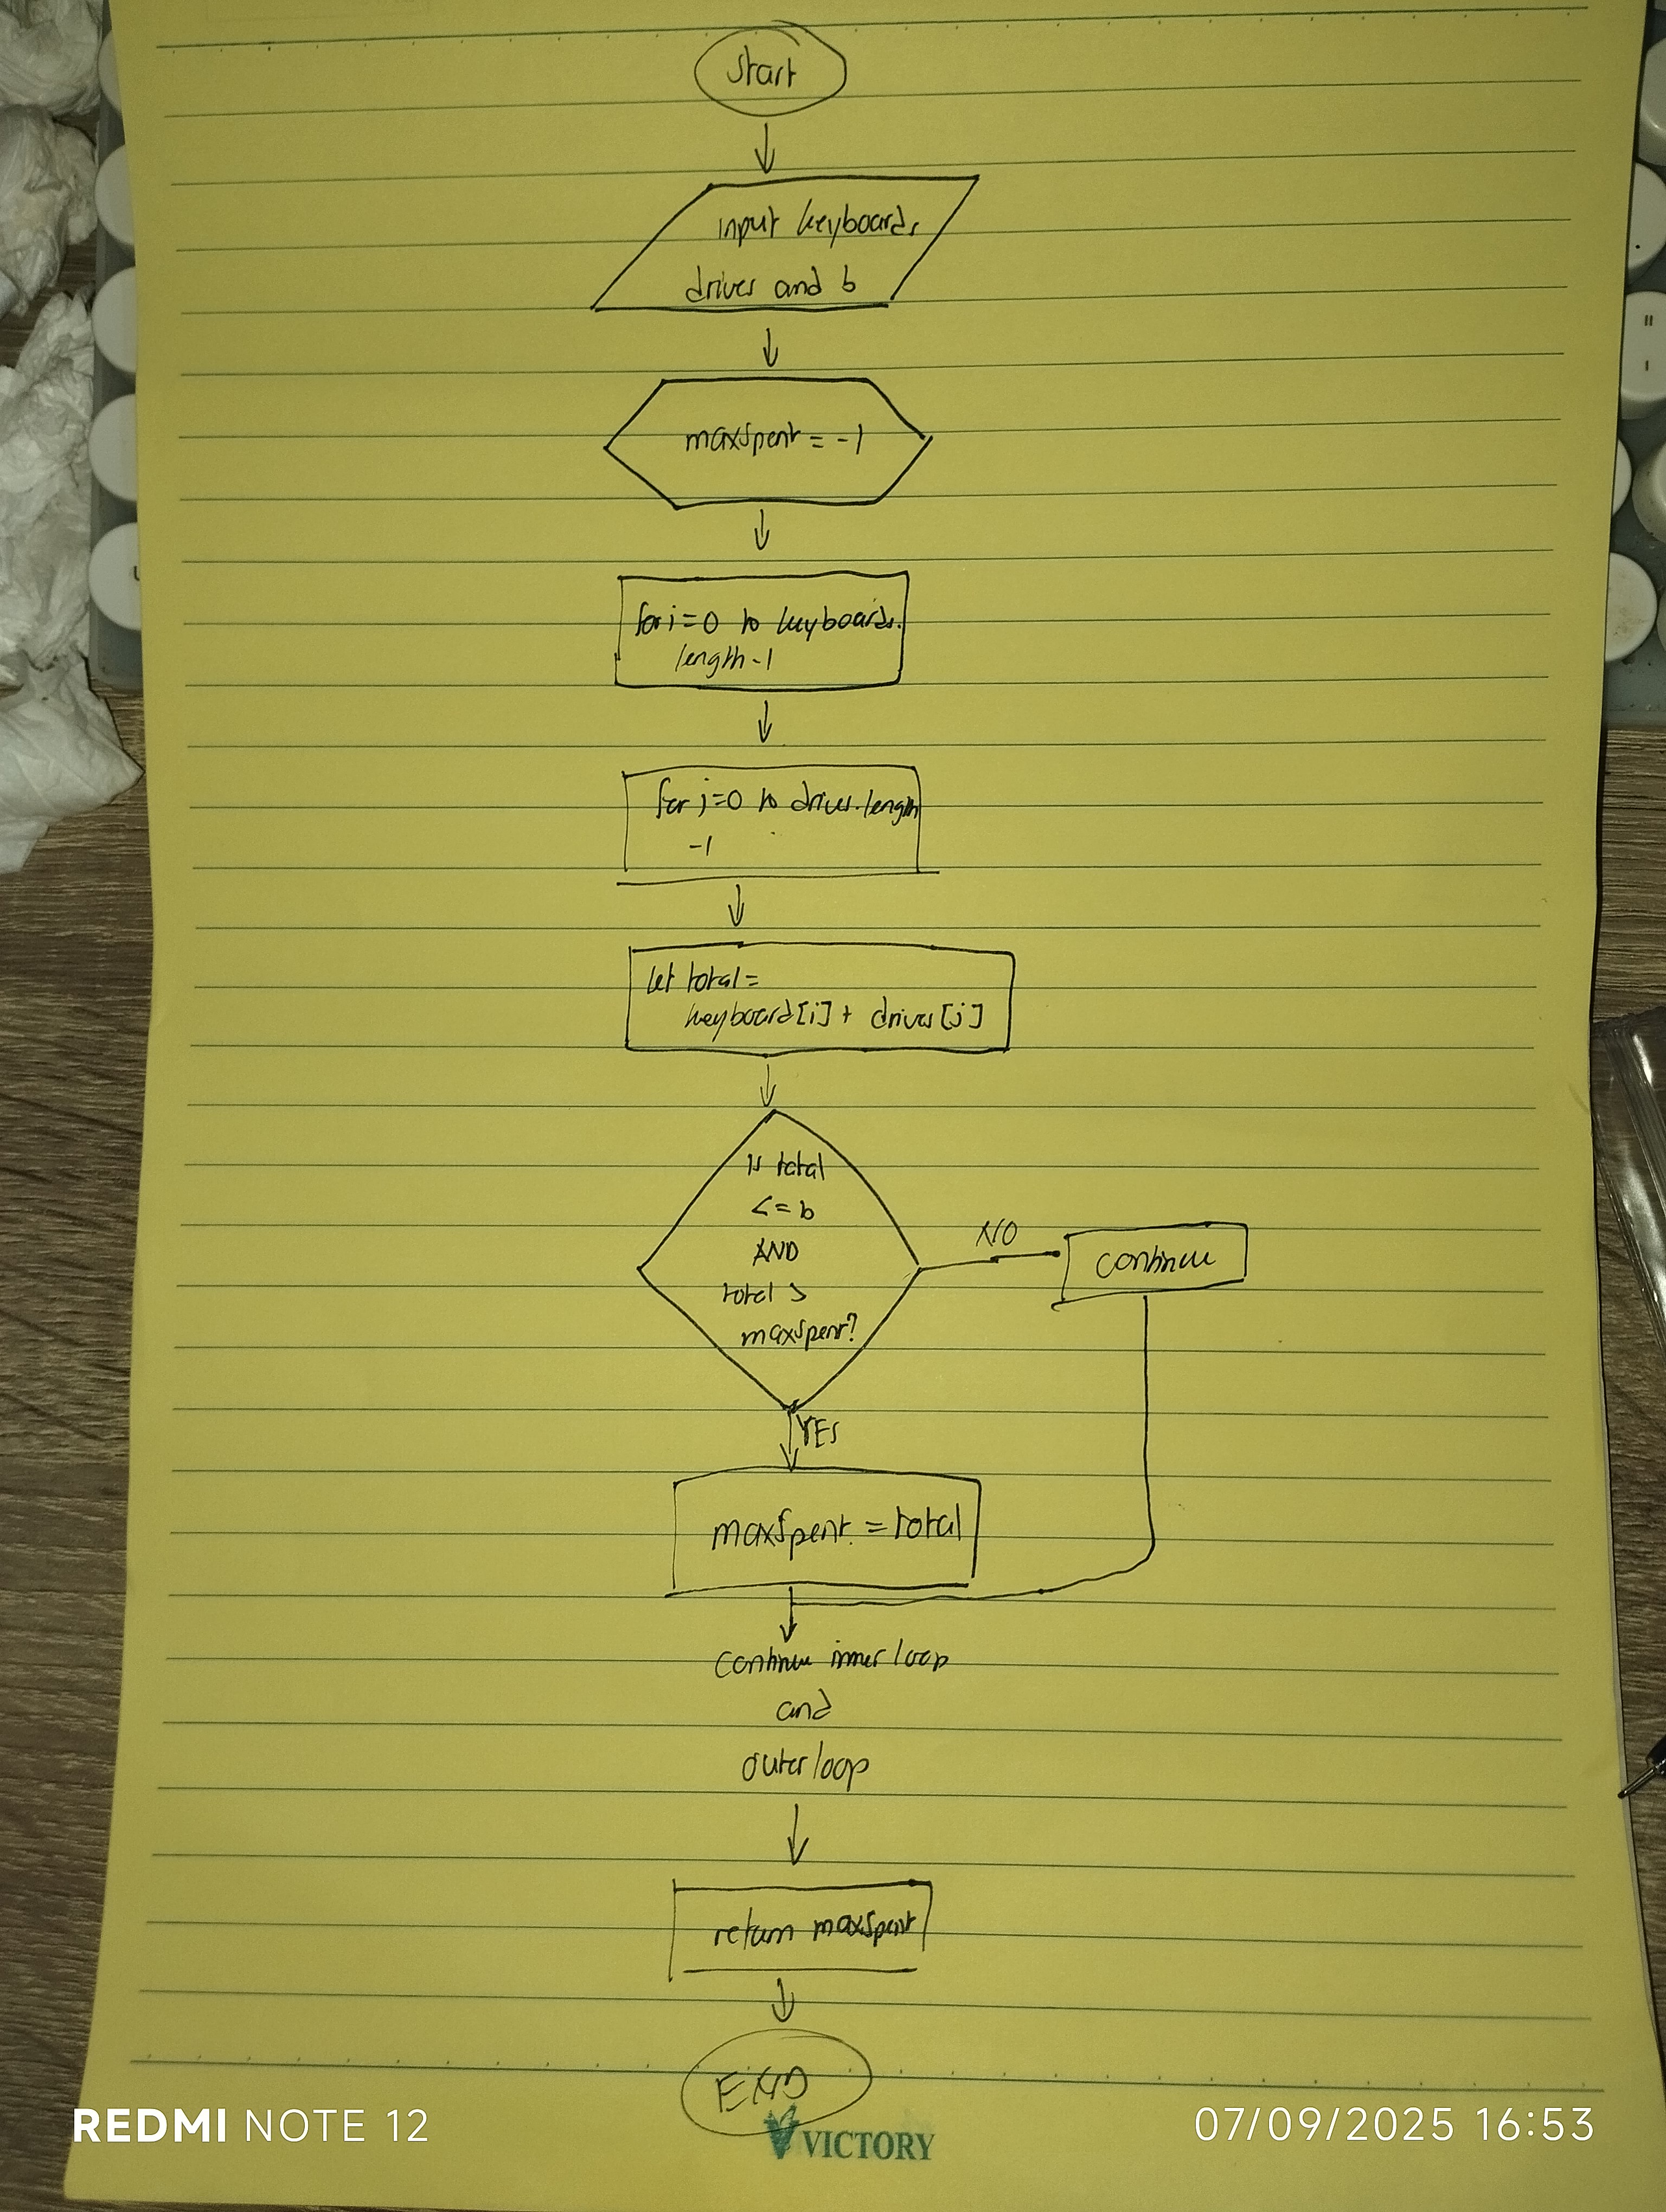 Start
input keyboards
drives and b
maxSpent = -1
for i=0 to keyboards.
length-1
for j=0 to drives.length
-1
let total=
keyboard[i] + drives[j]
Is total
<= b
AND
total >
maxSpent?
NO
continue
YES
maxSpent = total
continue inner loop
and
outer loop
return maxSpent
END
REDMI NOTE 12
07/09/2025 16:53
VICTORY